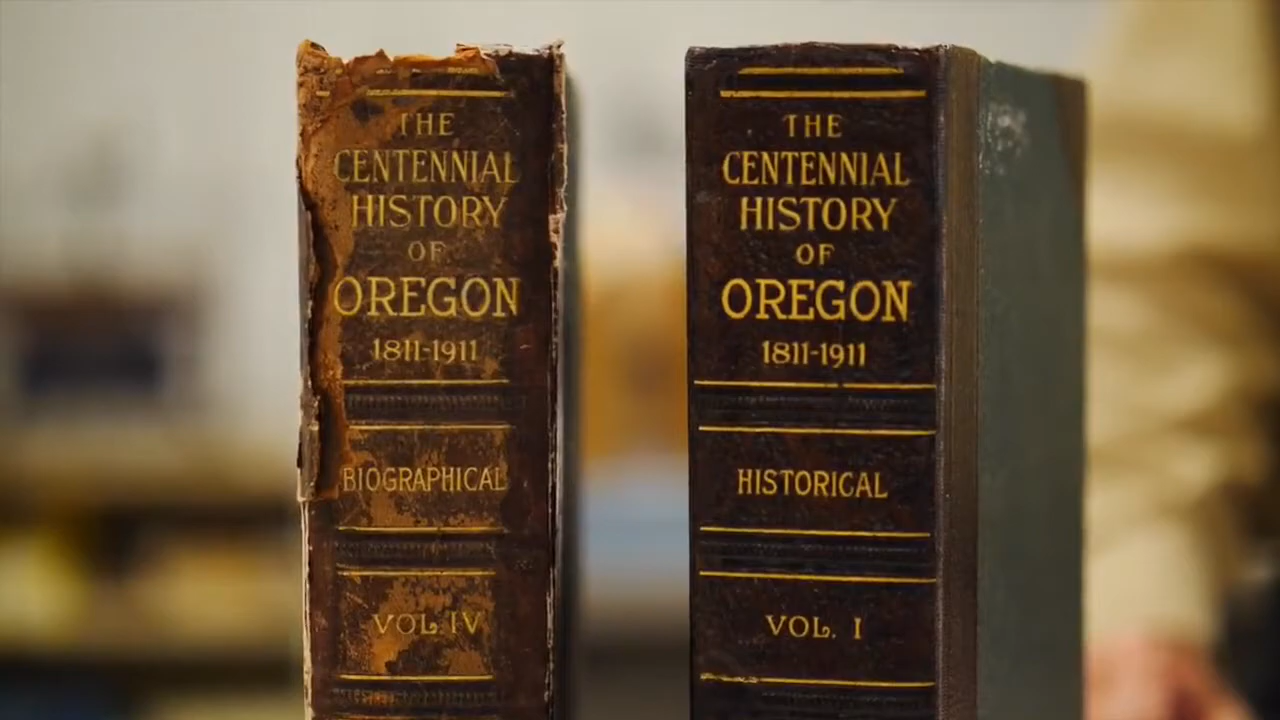 THE
CENTENNIAL
HISTORY
OF
OREGON
1811-1911
BIOGRAPHICAL
VOL. IV
THE
CENTENNIAL
HISTORY
OF
OREGON
1811-1911
HISTORICAL
VOL. I